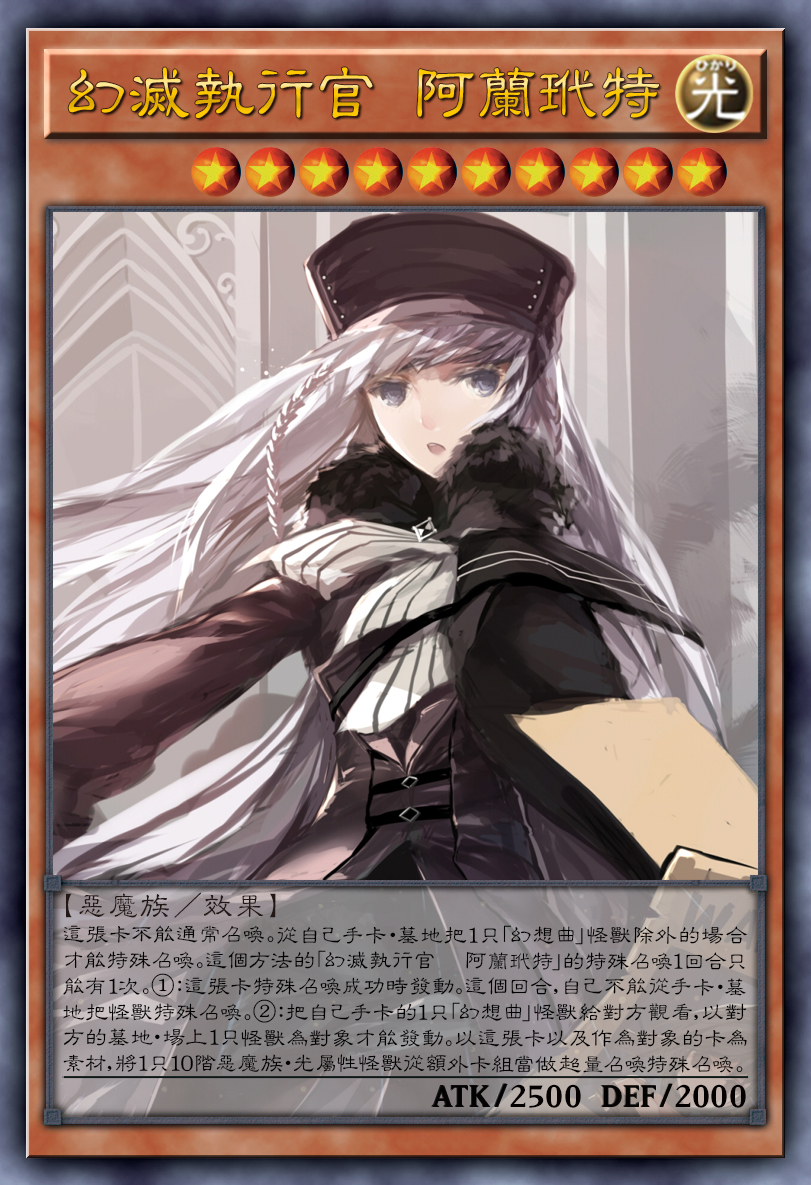 幻滅執行官 阿蘭玳特
ひかり
光
【惡魔族／效果】
這張卡不能通常召喚。從自己手卡·墓地把1只「幻想曲」怪獸除外的場合
才能特殊召喚。這個方法的「幻滅執行官 阿蘭玳特」的特殊召喚1回合只
能有1次。①:這張卡特殊召喚成功時發動。這個回合,自己不能從手卡·墓
地把怪獸特殊召喚。②:把自己手卡的1只「幻想曲」怪獸給對方觀看,以對
方的墓地·場上1只怪獸為對象才能發動。以這張卡以及作為對象的卡為
素材,將1只10階惡魔族·光屬性怪獸從額外卡組當做超量召喚特殊召喚。
ATK/2500 DEF/2000